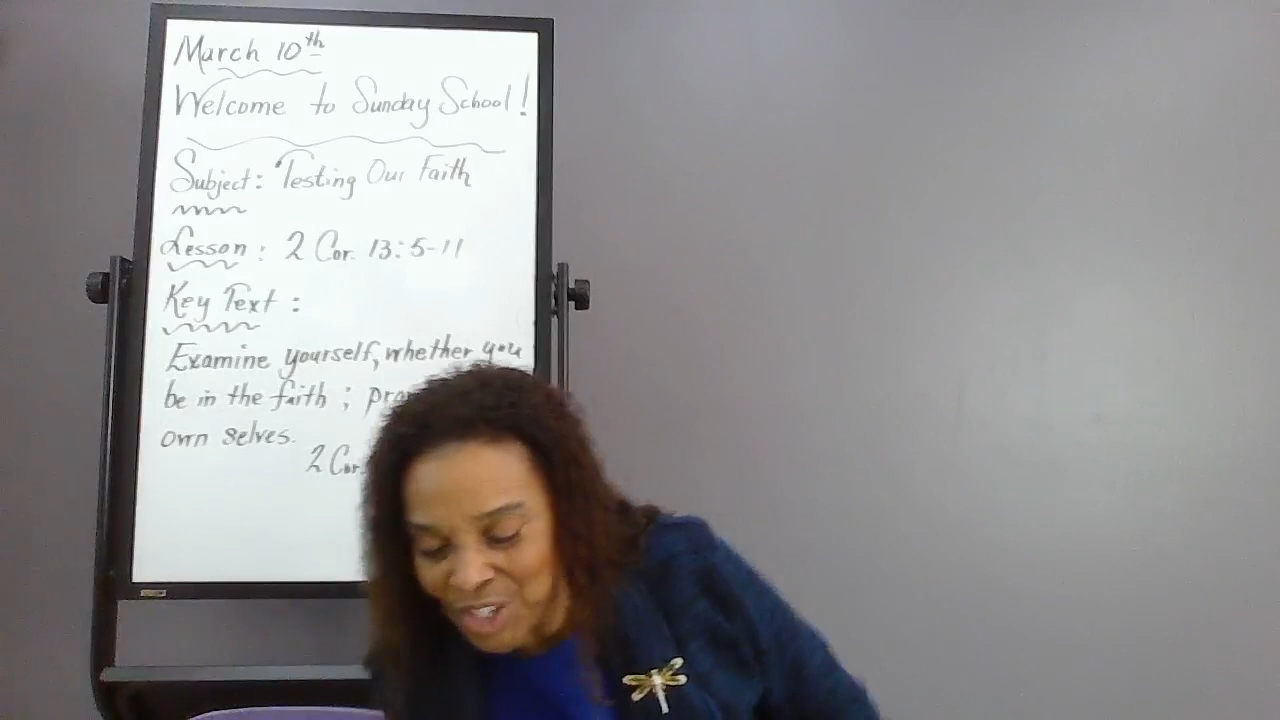 March 10th
Welcome to Sunday School!
Subject: Testing Our Faith
Lesson: 2 Cor. 13:5-11
Key Text:
Examine yourself, whether you
be in the faith;
own selves.
2 Cor.